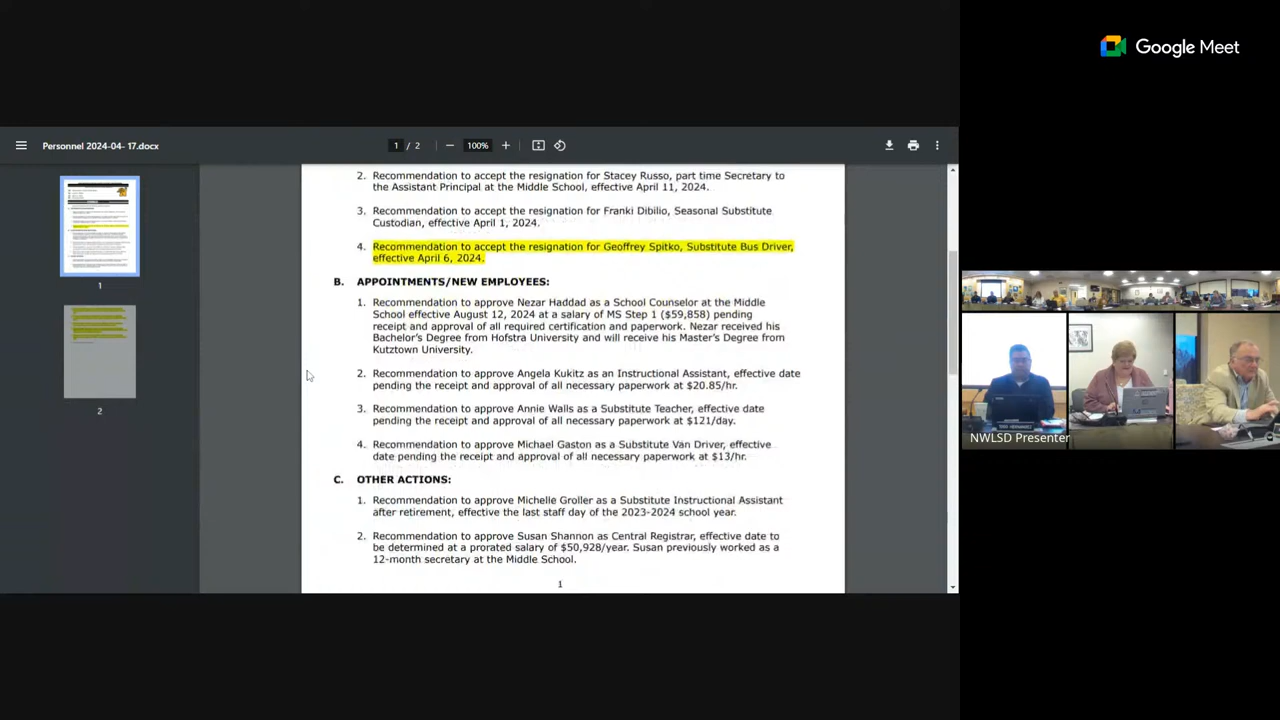 Google Meet
Personnel 2024-04- 17.docx
1 / 2
100%
2. Recommendation to accept the resignation for Stacey Russo, part time Secretary to
the Assistant Principal at the Middle School, effective April 11, 2024.
3. Recommendation to accept the resignation for Franki Dibilio, Seasonal Substitute
Custodian, effective April 1, 2024.
4. Recommendation to accept the resignation for Geoffrey Spitko, Substitute Bus Driver,
effective April 6, 2024.
B. APPOINTMENTS/NEW EMPLOYEES:
1. Recommendation to approve Nezar Haddad as a School Counselor at the Middle
School effective August 12, 2024 at a salary of MS Step 1 ($59,858) pending
receipt and approval of all required certification and paperwork. Nezar received his
Bachelor's Degree from Hofstra University and will receive his Master's Degree from
Kutztown University.
2. Recommendation to approve Angela Kukitz as an Instructional Assistant, effective date
pending the receipt and approval of all necessary paperwork at $20.85/hr.
3. Recommendation to approve Annie Walls as a Substitute Teacher, effective date
pending the receipt and approval of all necessary paperwork at $121/day.
4. Recommendation to approve Michael Gaston as a Substitute Van Driver, effective
date pending the receipt and approval of all necessary paperwork at $13/hr.
C. OTHER ACTIONS:
1. Recommendation to approve Michelle Groller as a Substitute Instructional Assistant
after retirement, effective the last staff day of the 2023-2024 school year.
2. Recommendation to approve Susan Shannon as Central Registrar, effective date to
be determined at a prorated salary of $50,928/year. Susan previously worked as a
12-month secretary at the Middle School.
1
1
2
NWLSD Presenter